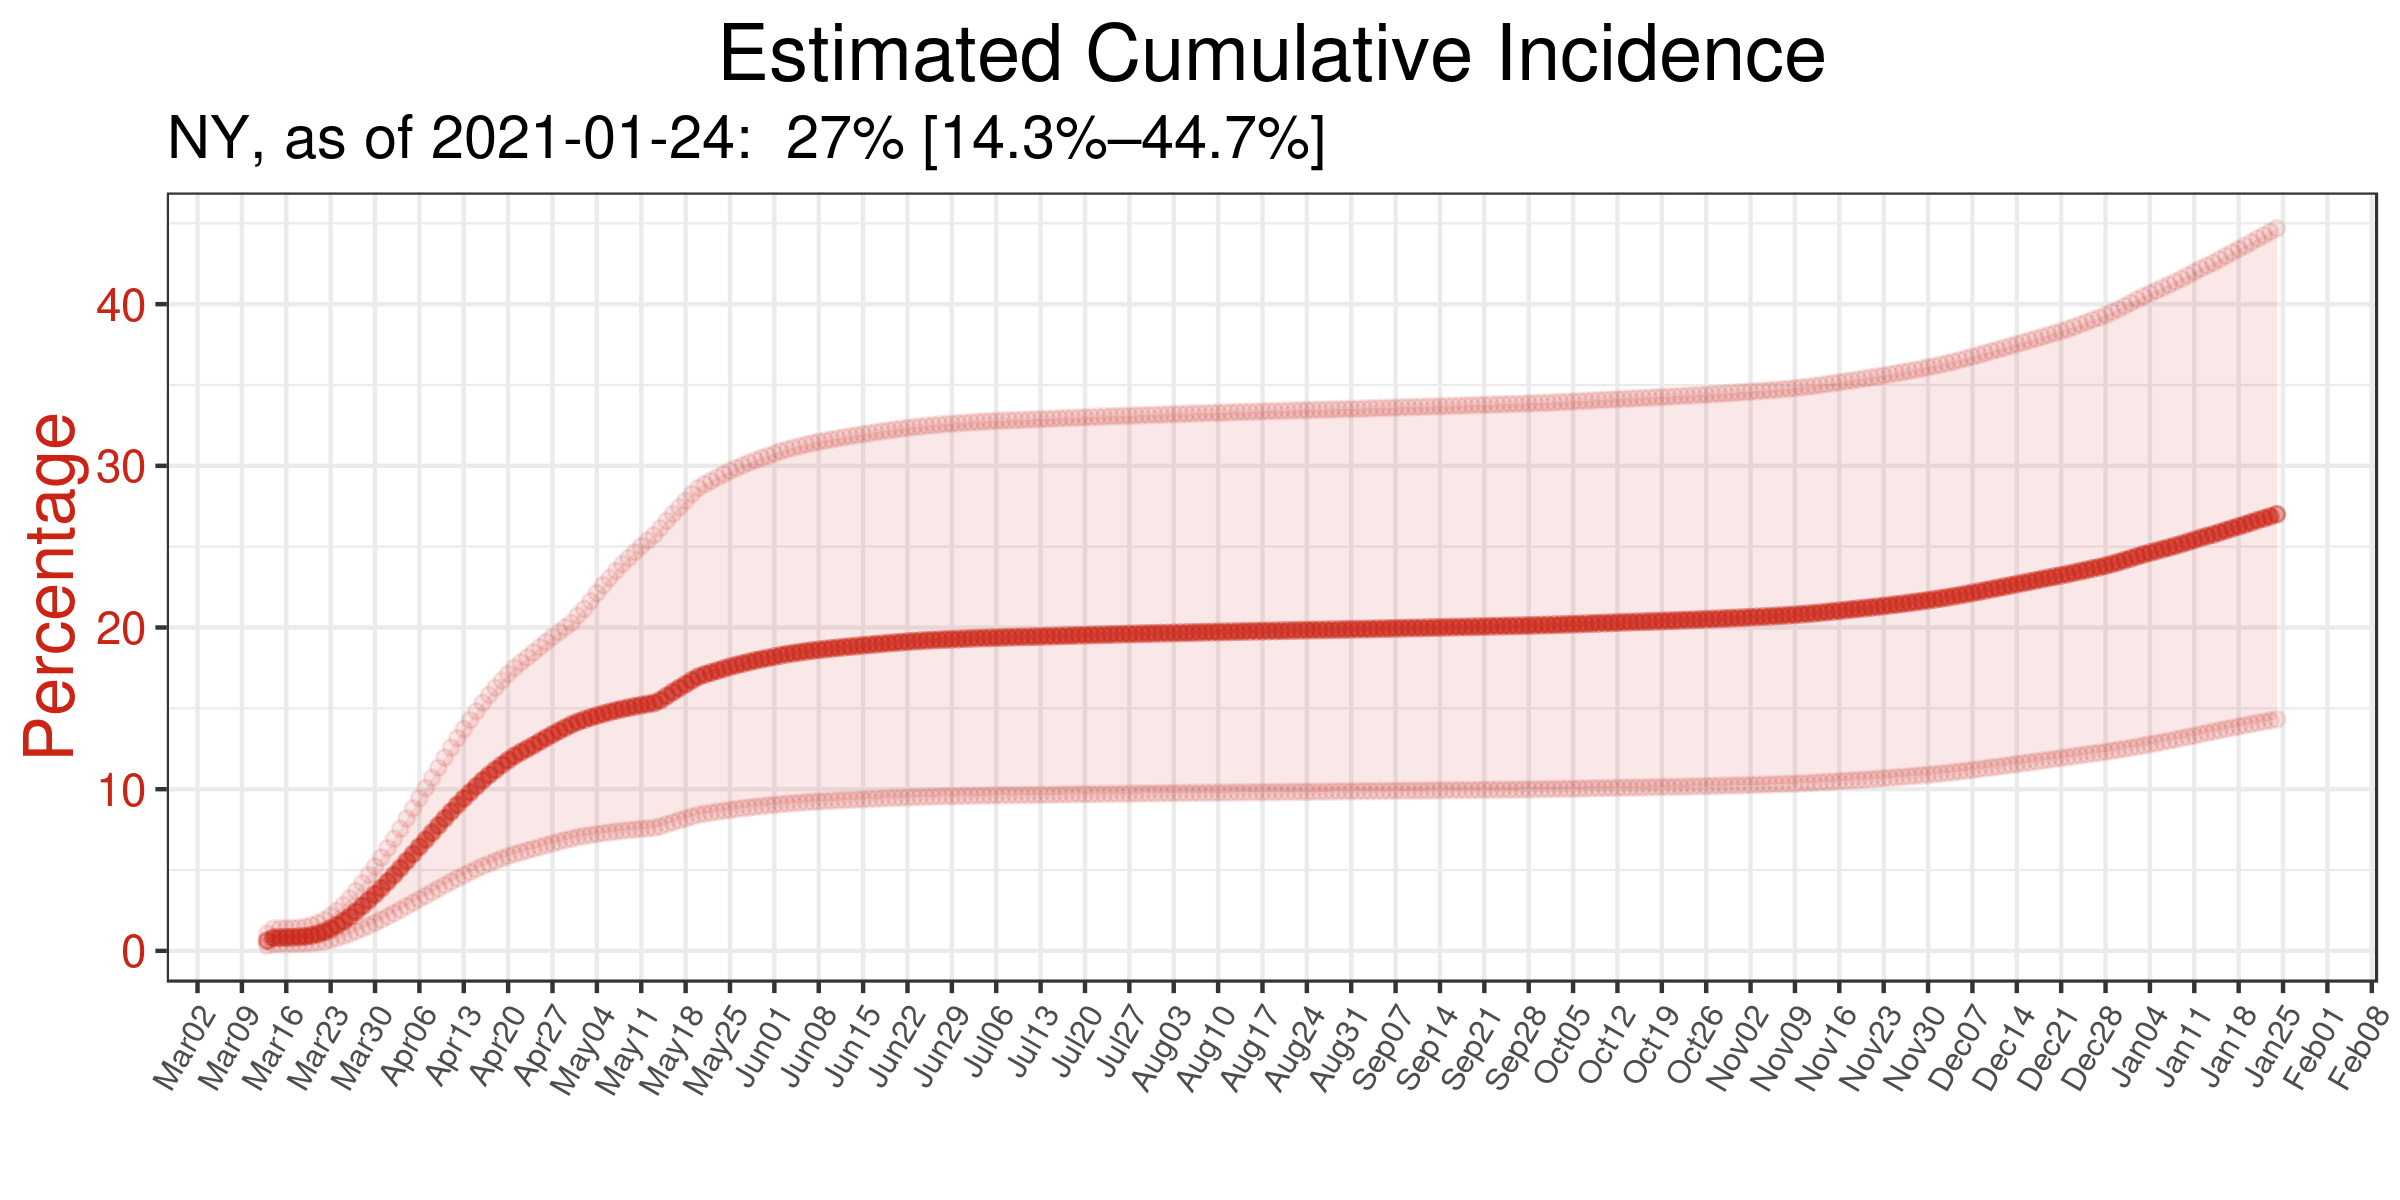 Estimated Cumulative Incidence
NY, as of 2021-01-24:  27% [14.3%–44.7%]
Percentage
40
30
20
10
0
Mar02
Mar09
Mar16
Mar23
Mar30
Apr06
Apr13
Apr20
Apr27
May04
May11
May18
May25
Jun01
Jun08
Jun15
Jun22
Jun29
Jul06
Jul13
Jul20
Jul27
Aug03
Aug10
Aug17
Aug24
Aug31
Sep07
Sep14
Sep21
Sep28
Oct05
Oct12
Oct19
Oct26
Nov02
Nov09
Nov16
Nov23
Nov30
Dec07
Dec14
Dec21
Dec28
Jan04
Jan11
Jan18
Jan25
Feb01
Feb08